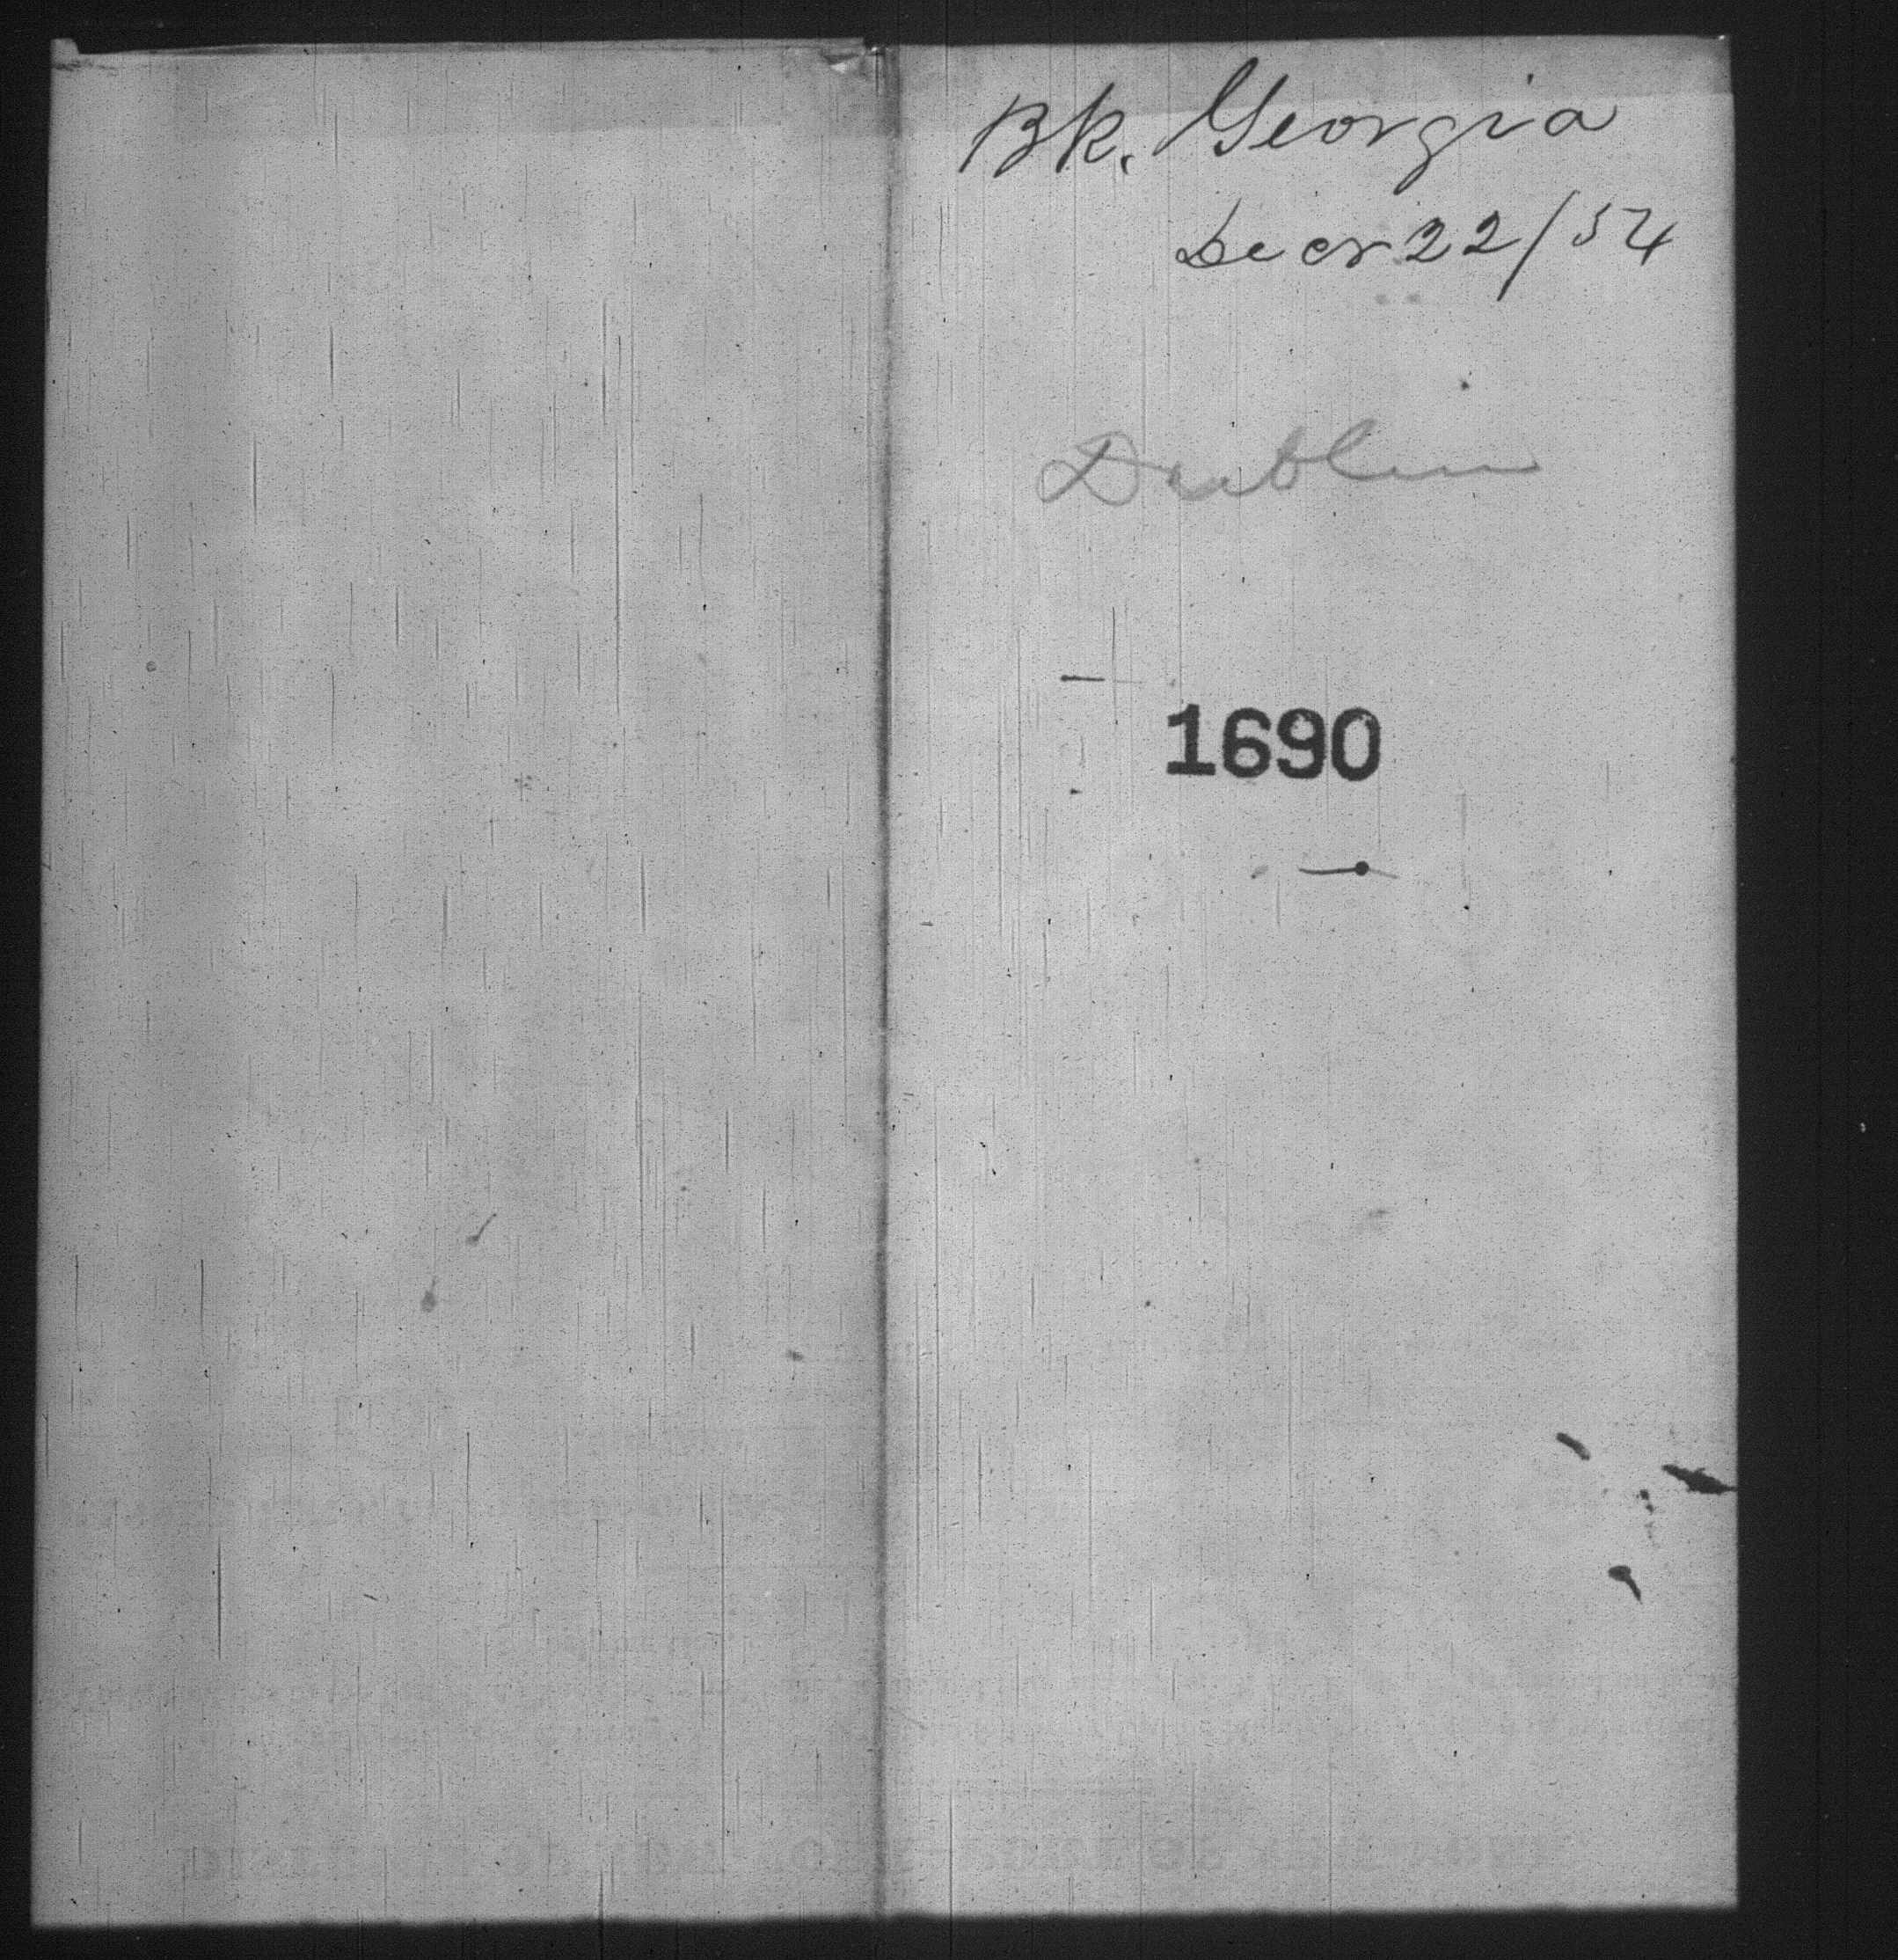 Bk. Georgia
Decr 22/54
Dublin
1690